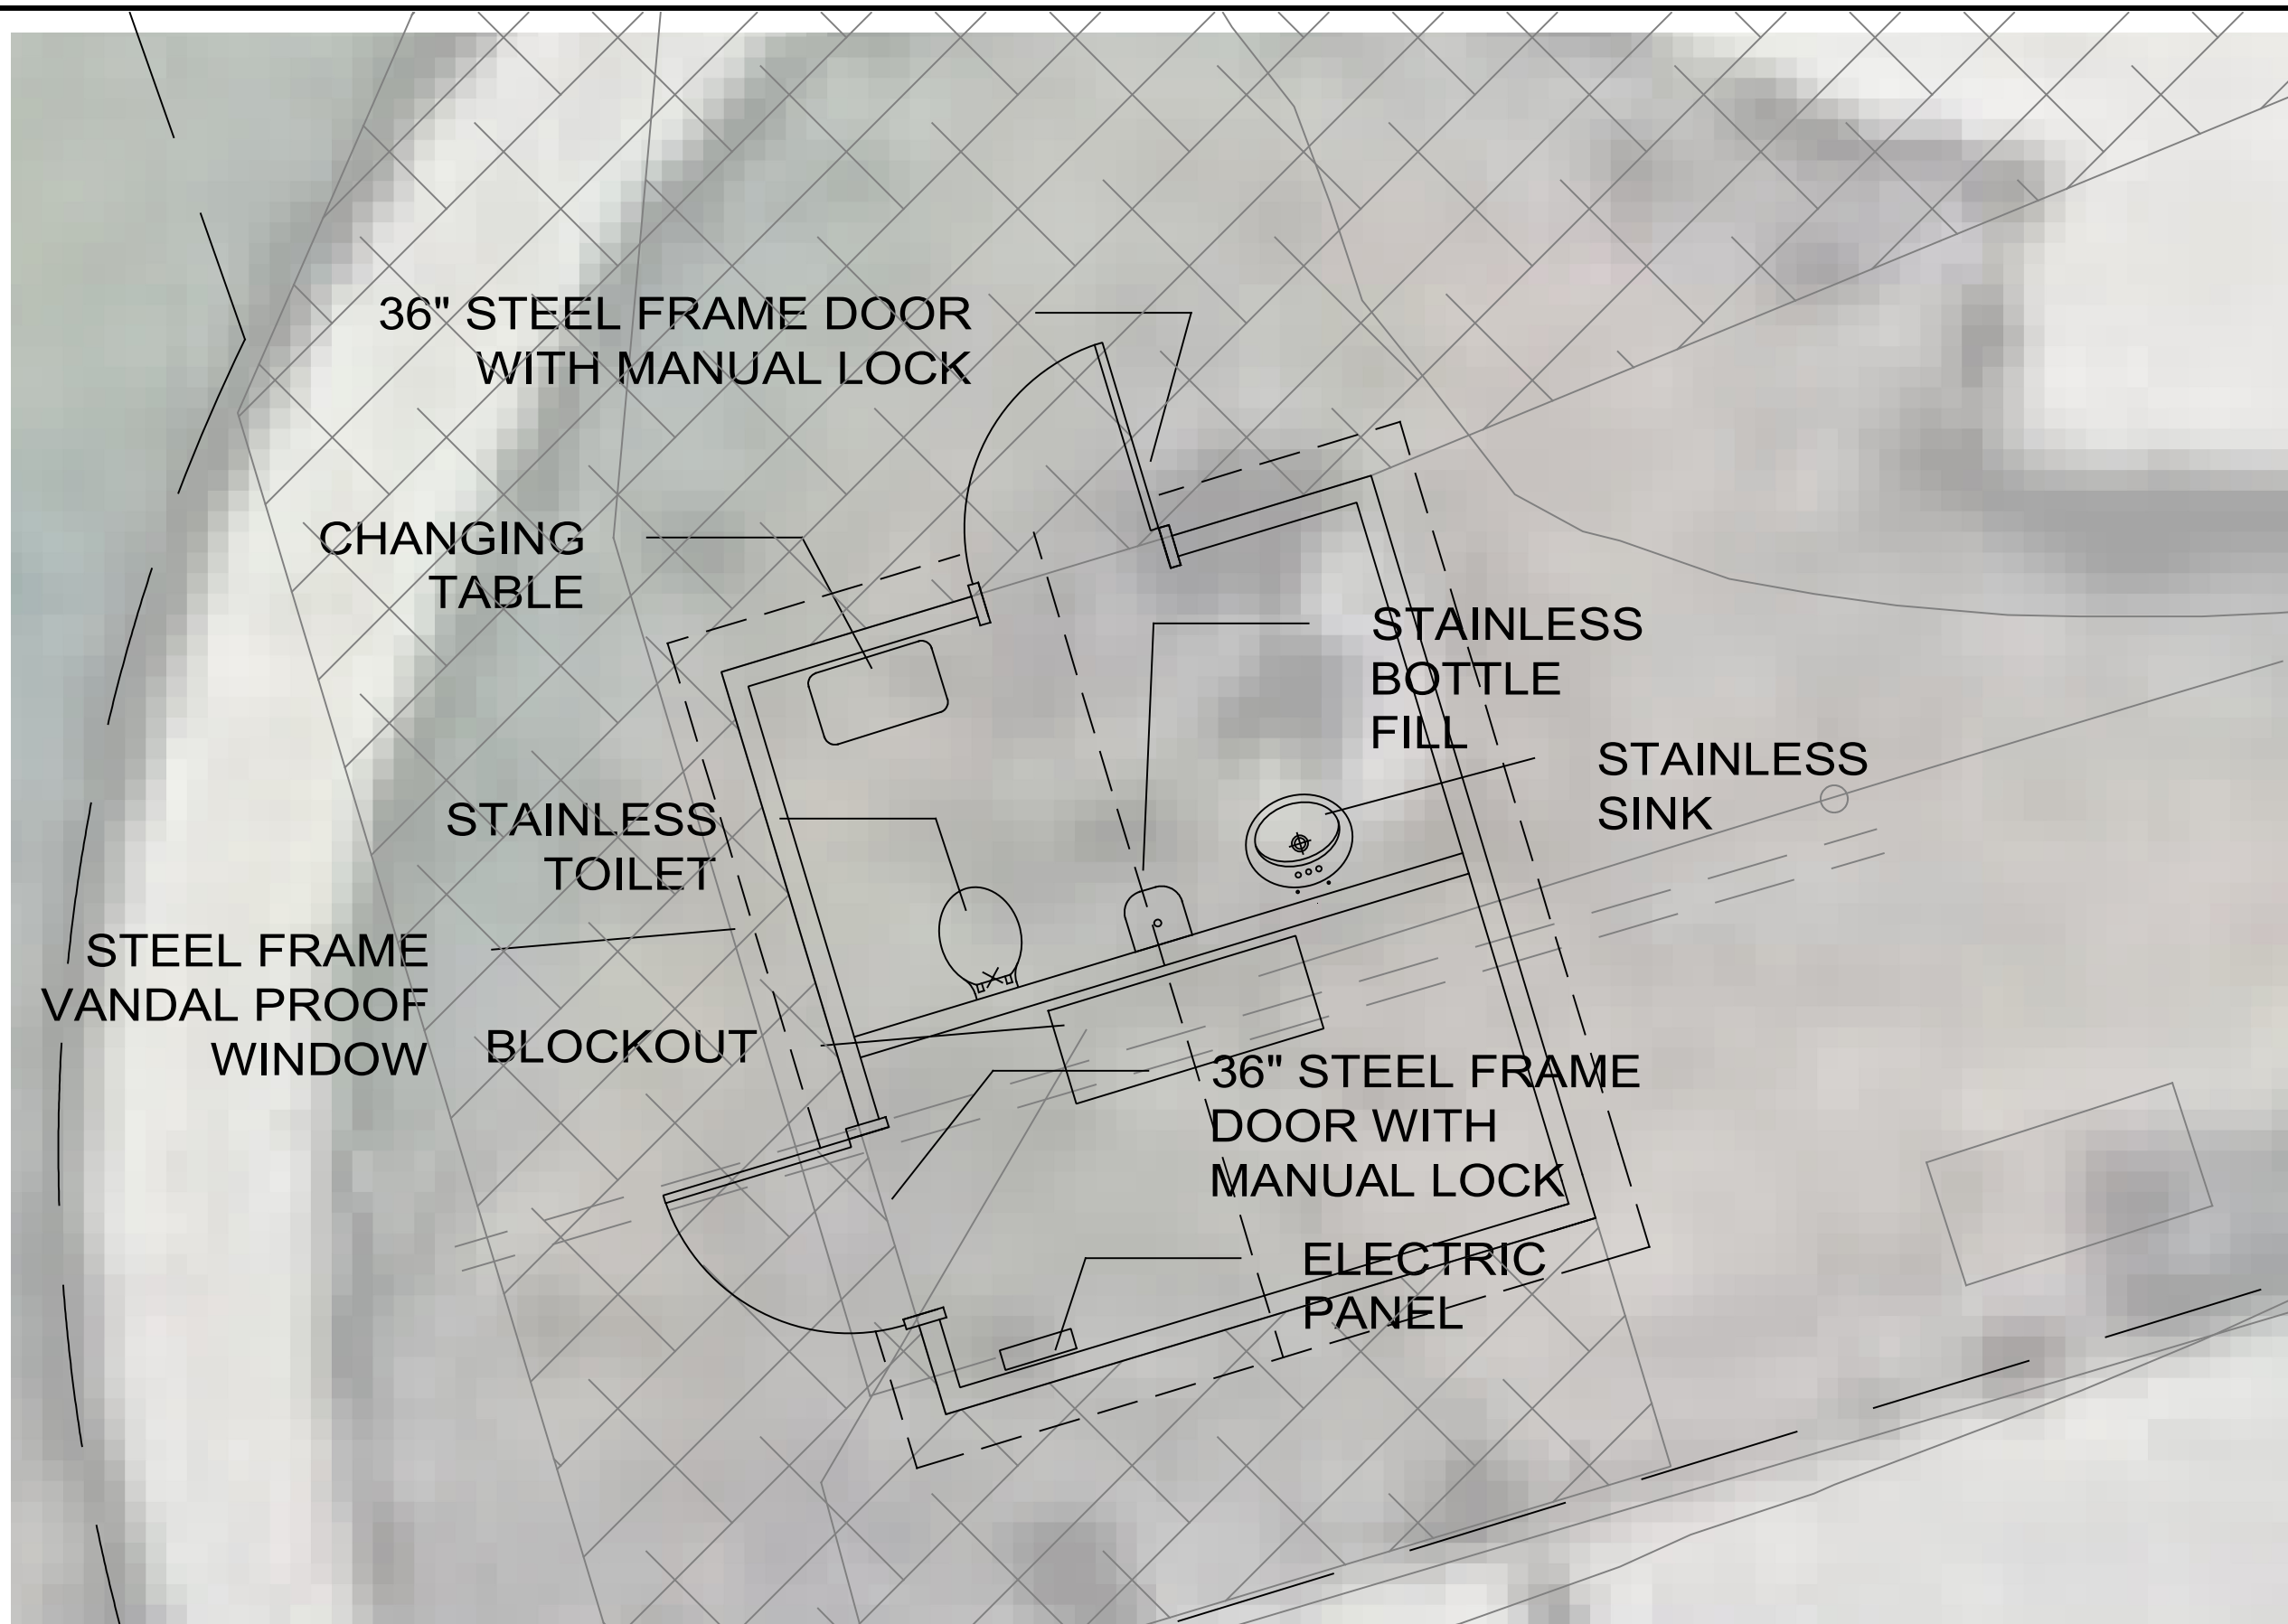 36" STEEL FRAME DOOR
WITH MANUAL LOCK
CHANGING
TABLE
STAINLESS
BOTTLE
FILL
STAINLESS
SINK
STAINLESS
TOILET
STEEL FRAME
VANDAL PROOF
WINDOW
BLOCKOUT
36" STEEL FRAME
DOOR WITH
MANUAL LOCK
ELECTRIC
PANEL